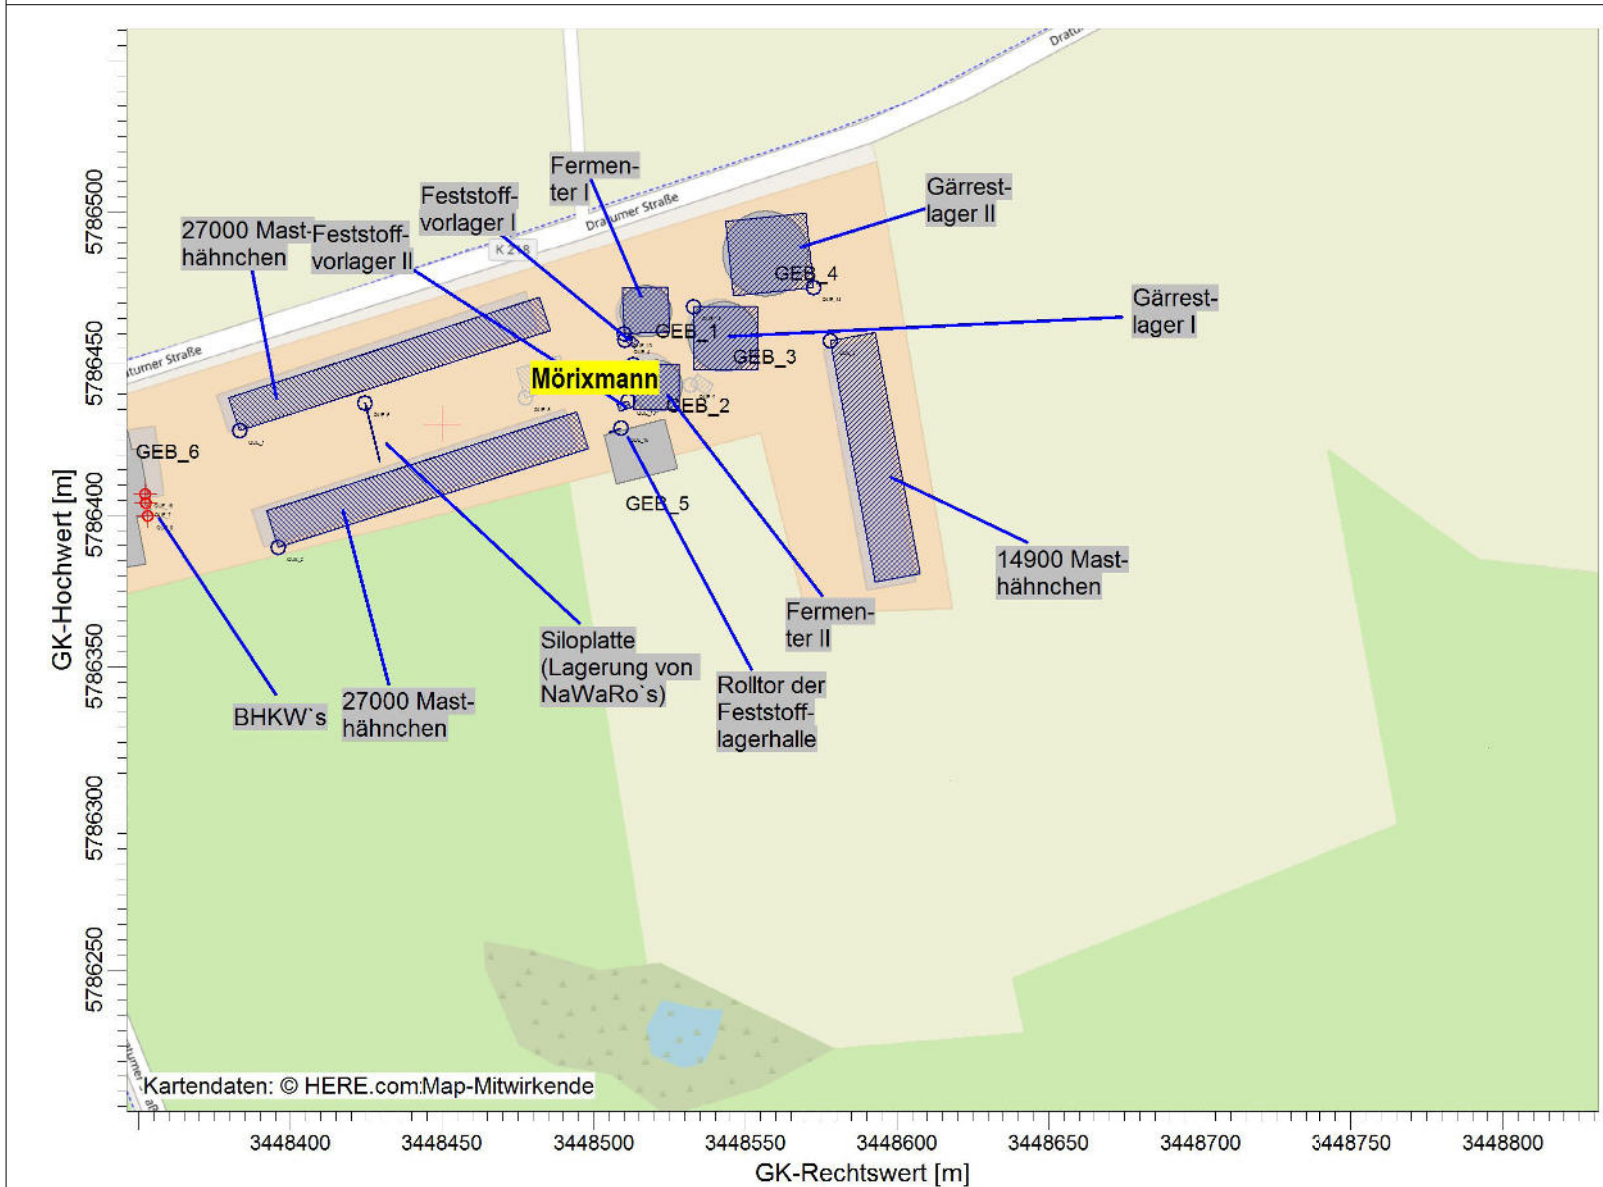 Dratumer Straße
K 218
Fermen-
ter I
Feststoff-
vorlager I
Gärrest-
lager II
27000 Mast-
hähnchen
Feststoff-
vorlager II
GEB_4
Gärrest-
lager I
GEB_1
GEB_3
Mörixmann
GEB_2
GEB_6
GEB_5
14900 Mast-
hähnchen
Fermen-
ter II
Siloplatte
(Lagerung von
NaWaRo`s)
Rolltor der
Feststoff-
lagerhalle
BHKW`s
27000 Mast-
hähnchen
Kartendaten: © HERE.com:Map-Mitwirkende
GK-Hochwert [m]
5786500
5786450
5786400
5786350
5786300
5786250
3448400
3448450
3448500
3448550
3448600
3448650
3448700
3448750
3448800
GK-Rechtswert [m]